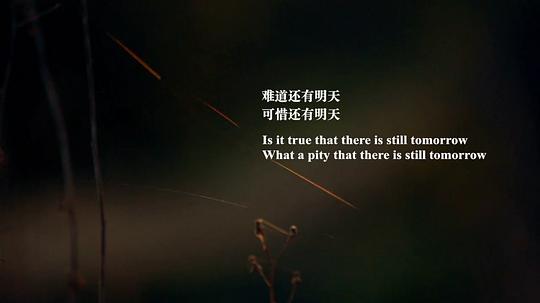 难道还有明天
可惜还有明天
Is it true that there is still tomorrow
What a pity that there is still tomorrow